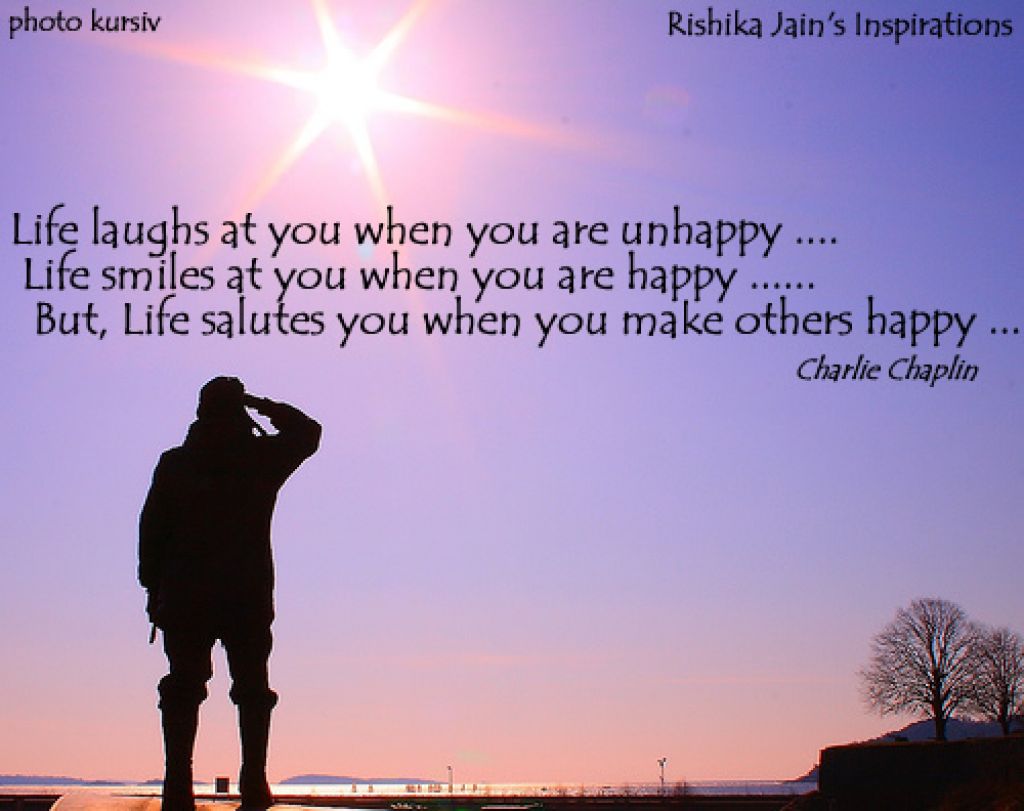 photo kursiv
Rishika Jain's Inspirations
Life laughs at you when you are unhappy ....
Life smiles at you when you are happy ......
But, Life salutes you when you make others happy ...
Charlie Chaplin